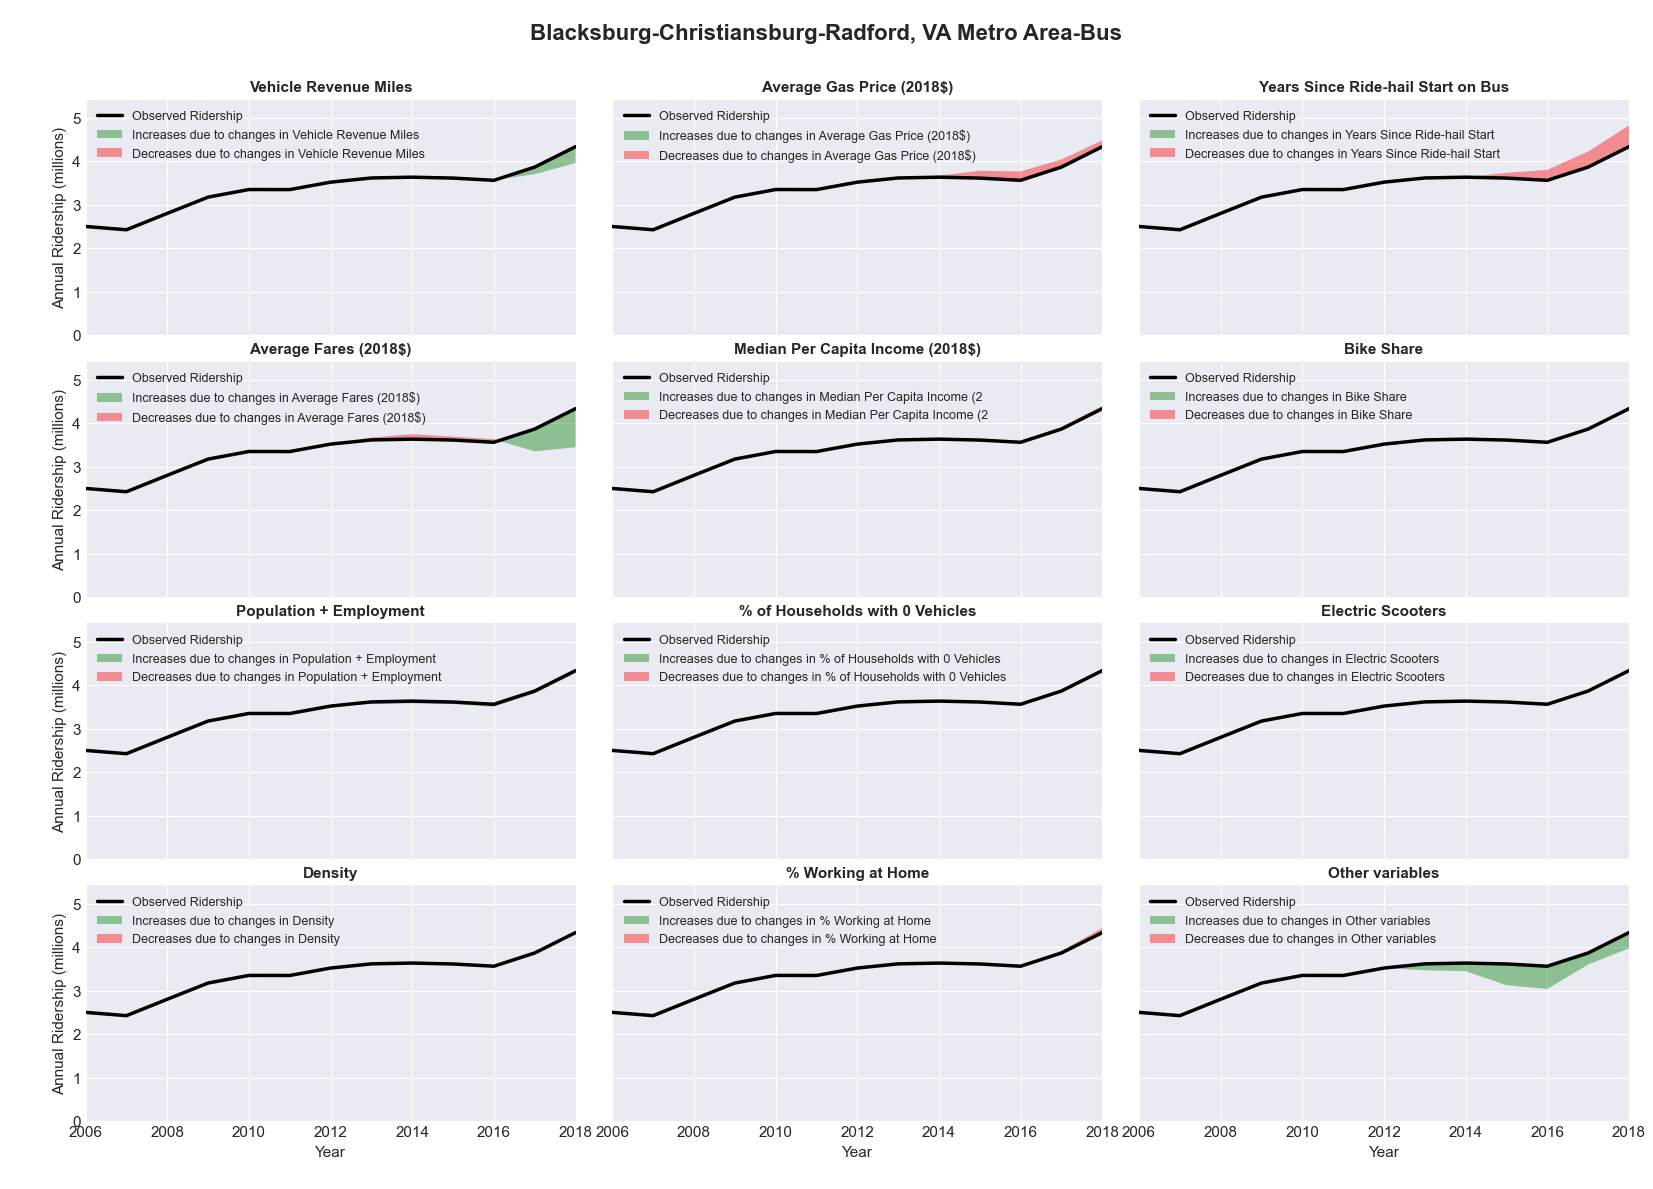 Blacksburg-Christiansburg-Radford, VA Metro Area-Bus
Vehicle Revenue Miles
Observed Ridership
Increases due to changes in Vehicle Revenue Miles
Decreases due to changes in Vehicle Revenue Miles
Annual Ridership (millions)
5
4
3
2
1
0
Average Gas Price (2018$)
Observed Ridership
Increases due to changes in Average Gas Price (2018$)
Decreases due to changes in Average Gas Price (2018$)
Years Since Ride-hail Start on Bus
Observed Ridership
Increases due to changes in Years Since Ride-hail Start
Decreases due to changes in Years Since Ride-hail Start
Average Fares (2018$)
Observed Ridership
Increases due to changes in Average Fares (2018$)
Decreases due to changes in Average Fares (2018$)
Annual Ridership (millions)
5
4
3
2
1
0
Median Per Capita Income (2018$)
Observed Ridership
Increases due to changes in Median Per Capita Income (2
Decreases due to changes in Median Per Capita Income (2
Bike Share
Observed Ridership
Increases due to changes in Bike Share
Decreases due to changes in Bike Share
Population + Employment
Observed Ridership
Increases due to changes in Population + Employment
Decreases due to changes in Population + Employment
Annual Ridership (millions)
5
4
3
2
1
0
% of Households with 0 Vehicles
Observed Ridership
Increases due to changes in % of Households with 0 Vehicles
Decreases due to changes in % of Households with 0 Vehicles
Electric Scooters
Observed Ridership
Increases due to changes in Electric Scooters
Decreases due to changes in Electric Scooters
Density
Observed Ridership
Increases due to changes in Density
Decreases due to changes in Density
Annual Ridership (millions)
5
4
3
2
1
0
2006 2008 2010 2012 2014 2016 2018
Year
% Working at Home
Observed Ridership
Increases due to changes in % Working at Home
Decreases due to changes in % Working at Home
2006 2008 2010 2012 2014 2016 2018
Year
Other variables
Observed Ridership
Increases due to changes in Other variables
Decreases due to changes in Other variables
2006 2008 2010 2012 2014 2016 2018
Year